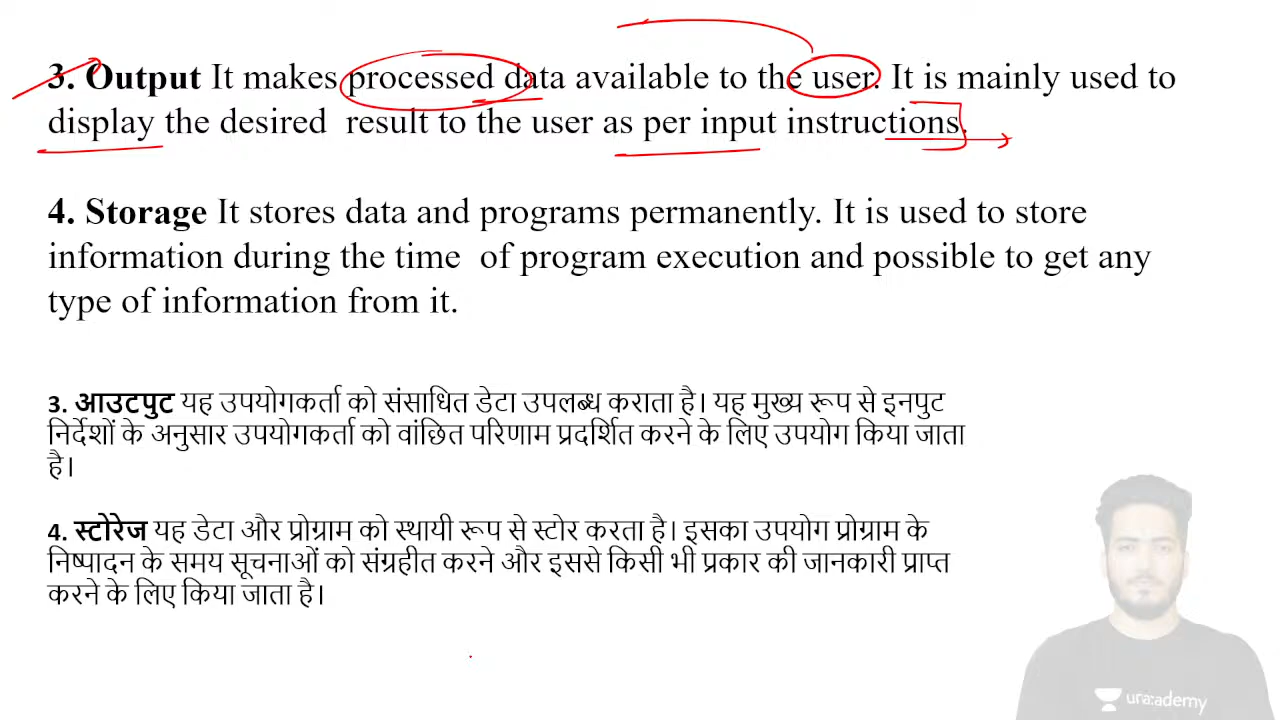 3. Output It makes processed data available to the user. It is mainly used to
display the desired result to the user as per input instructions.
4. Storage It stores data and programs permanently. It is used to store
information during the time of program execution and possible to get any
type of information from it.
3. आउटपुट यह उपयोगकर्ता को संसाधित डेटा उपलब्ध कराता है। यह मुख्य रूप से इनपुट
निर्देशों के अनुसार उपयोगकर्ता को वांछित परिणाम प्रदर्शित करने के लिए उपयोग किया जाता
है।
4. स्टोरेज यह डेटा और प्रोग्राम को स्थायी रूप से स्टोर करता है। इसका उपयोग प्रोग्राम के
निष्पादन के समय सूचनाओं को संग्रहीत करने और इससे किसी भी प्रकार की जानकारी प्राप्त
करने के लिए किया जाता है।
unacademy